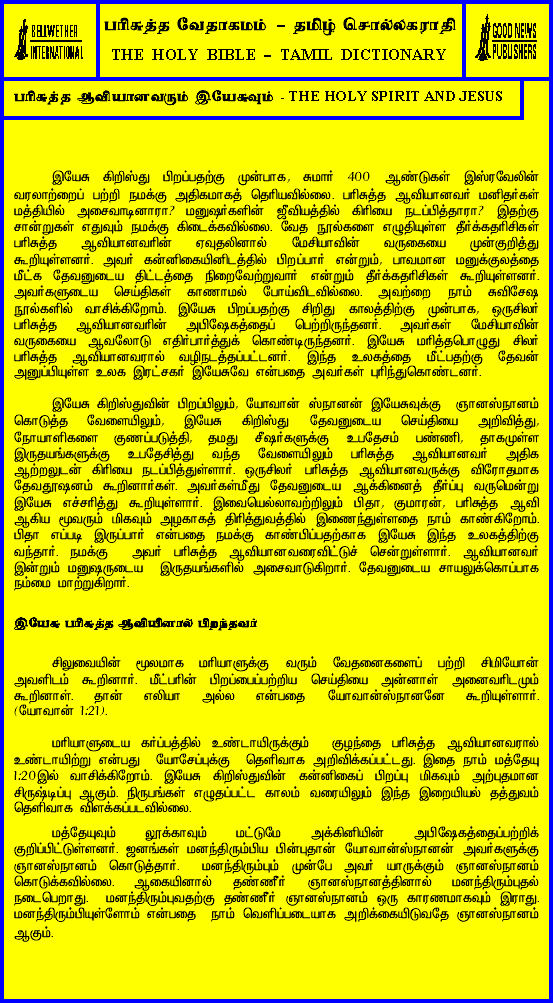 BELLWETHER
INTERNATIONAL
பரிசுத்த வேதாகமம் – தமிழ் சொல்லகராதி
THE HOLY BIBLE – TAMIL DICTIONARY
GOOD NEWS
PUBLISHERS
பரிசுத்த ஆவியானவரும் இயேசுவும் - THE HOLY SPIRIT AND JESUS
இயேசு கிறிஸ்து பிறப்பதற்கு முன்பாக, சுமார் 400 ஆண்டுகள் இஸ்ரவேலின்
வரலாற்றைப் பற்றி நமக்கு அதிகமாகத் தெரியவில்லை. பரிசுத்த ஆவியானவர் மனிதர்கள்
மத்தியில் அசைவாடினாரா? மனுஷர்களின் ஜீவியத்தில் கிரியை நடப்பித்தாரா? இதற்கு
சான்றுகள் எதுவும் நமக்கு கிடைக்கவில்லை. வேத நூல்களை எழுதியுள்ள தீர்க்கதரிசிகள்
பரிசுத்த ஆவியானவரின் ஏவுதலினால் மேசியாவின் வருகையை முன்குறித்து
கூறியுள்ளனர். அவர் கன்னிகையினிடத்தில் பிறப்பார் என்றும், பாவமான மனுக்குலத்தை
மீட்க தேவனுடைய திட்டத்தை நிறைவேற்றுவார் என்றும் தீர்க்கதரிசிகள் கூறியுள்ளனர்.
அவர்களுடைய செய்திகள் காணாமல் போய்விடவில்லை. அவற்றை நாம் சுவிசேஷ
நூல்களில் வாசிக்கிறோம். இயேசு பிறப்பதற்கு சிறிது காலத்திற்கு முன்பாக, ஒருசிலர்
பரிசுத்த ஆவியானவரின் அபிஷேகத்தைப் பெற்றிருந்தனர். அவர்கள் மேசியாவின்
வருகையை ஆவலோடு எதிர்பார்த்துக் கொண்டிருந்தனர். இயேசு மரித்தபொழுது சிலர்
பரிசுத்த ஆவியானவரால் வழிநடத்தப்பட்டனர். இந்த உலகத்தை மீட்பதற்கு தேவன்
அனுப்பியுள்ள உலக இரட்சகர் இயேசுவே என்பதை அவர்கள் புரிந்துகொண்டனர்.
இயேசு கிறிஸ்துவின் பிறப்பிலும், யோவான் ஸ்நானன் இயேசுவுக்கு ஞானஸ்நானம்
கொடுத்த வேளையிலும், இயேசு கிறிஸ்து தேவனுடைய செய்தியை அறிவித்து,
நோயாளிகளை குணப்படுத்தி, தமது சீஷர்களுக்கு உபதேசம் பண்ணி, தாகமுள்ள
இருதயங்களுக்கு உபதேசித்து வந்த வேளையிலும் பரிசுத்த ஆவியானவர் அதிக
ஆற்றலுடன் கிரியை நடப்பித்துள்ளார். ஒருசிலர் பரிசுத்த ஆவியானவருக்கு விரோதமாக
தேவதூஷணம் கூறினார்கள். அவர்கள்மீது தேவனுடைய ஆக்கினைத் தீர்ப்பு வருமென்று
இயேசு எச்சரித்து கூறியுள்ளார். இவையெல்லாவற்றிலும் பிதா, குமாரன், பரிசுத்த ஆவி
ஆகிய மூவரும் மிகவும் அழகாகத் திரித்துவத்தில் இணைந்துள்ளதை நாம் காண்கிறோம்.
பிதா எப்படி இருப்பார் என்பதை நமக்கு காண்பிப்பதற்காக இயேசு இந்த உலகத்திற்கு
வந்தார். நமக்கு அவர் பரிசுத்த ஆவியானவரைவிட்டுச் சென்றுள்ளார். ஆவியானவர்
இன்றும் மனுஷருடைய இருதயங்களில் அசைவாடுகிறார். தேவனுடைய சாயலுக்கொப்பாக
நம்மை மாற்றுகிறார்.
இயேசு பரிசுத்த ஆவியினால் பிறந்தவர்
சிலுவையின் மூலமாக மரியாளுக்கு வரும் வேதனைகளைப் பற்றி சிமியோன்
அவளிடம் கூறினார். மீட்பரின் பிறப்பைப்பற்றிய செய்தியை அன்னாள் அனைவரிடமும்
கூறினாள். தான் எலியா அல்ல என்பதை யோவான்ஸ்நானனே கூறியுள்ளார்.
(யோவான் 1:21).
மரியாளுடைய கர்ப்பத்தில் உண்டாயிருக்கும் குழந்தை பரிசுத்த ஆவியானவரால்
உண்டாயிற்று என்பது யோசேப்புக்கு தெளிவாக அறிவிக்கப்பட்டது. இதை நாம் மத்தேயு
1:20இல் வாசிக்கிறோம். இயேசு கிறிஸ்துவின் கன்னிகைப் பிறப்பு மிகவும் அற்புதமான
சிருஷ்டிப்பு ஆகும். நிருபங்கள் எழுதப்பட்ட காலம் வரையிலும் இந்த இறையியல் தத்துவம்
தெளிவாக விளக்கப்படவில்லை.
மத்தேயுவும் லூக்காவும் மட்டுமே அக்கினியின் அபிஷேகத்தைப்பற்றிக்
குறிப்பிட்டுள்ளனர். ஜனங்கள் மனந்திரும்பிய பின்புதான் யோவான்ஸ்நானன் அவர்களுக்கு
ஞானஸ்நானம் கொடுத்தார். மனந்திரும்பும் முன்பே அவர் யாருக்கும் ஞானஸ்நானம்
கொடுக்கவில்லை. ஆகையினால் தண்ணீர் ஞானஸ்நானத்தினால் மனந்திரும்புதல்
நடைபெறாது. மனந்திரும்புவதற்கு தண்ணீர் ஞானஸ்நானம் ஒரு காரணமாகவும் இராது.
மனந்திரும்பியுள்ளோம் என்பதை நாம் வெளிப்படையாக அறிக்கையிடுவதே ஞானஸ்நானம்
ஆகும்.